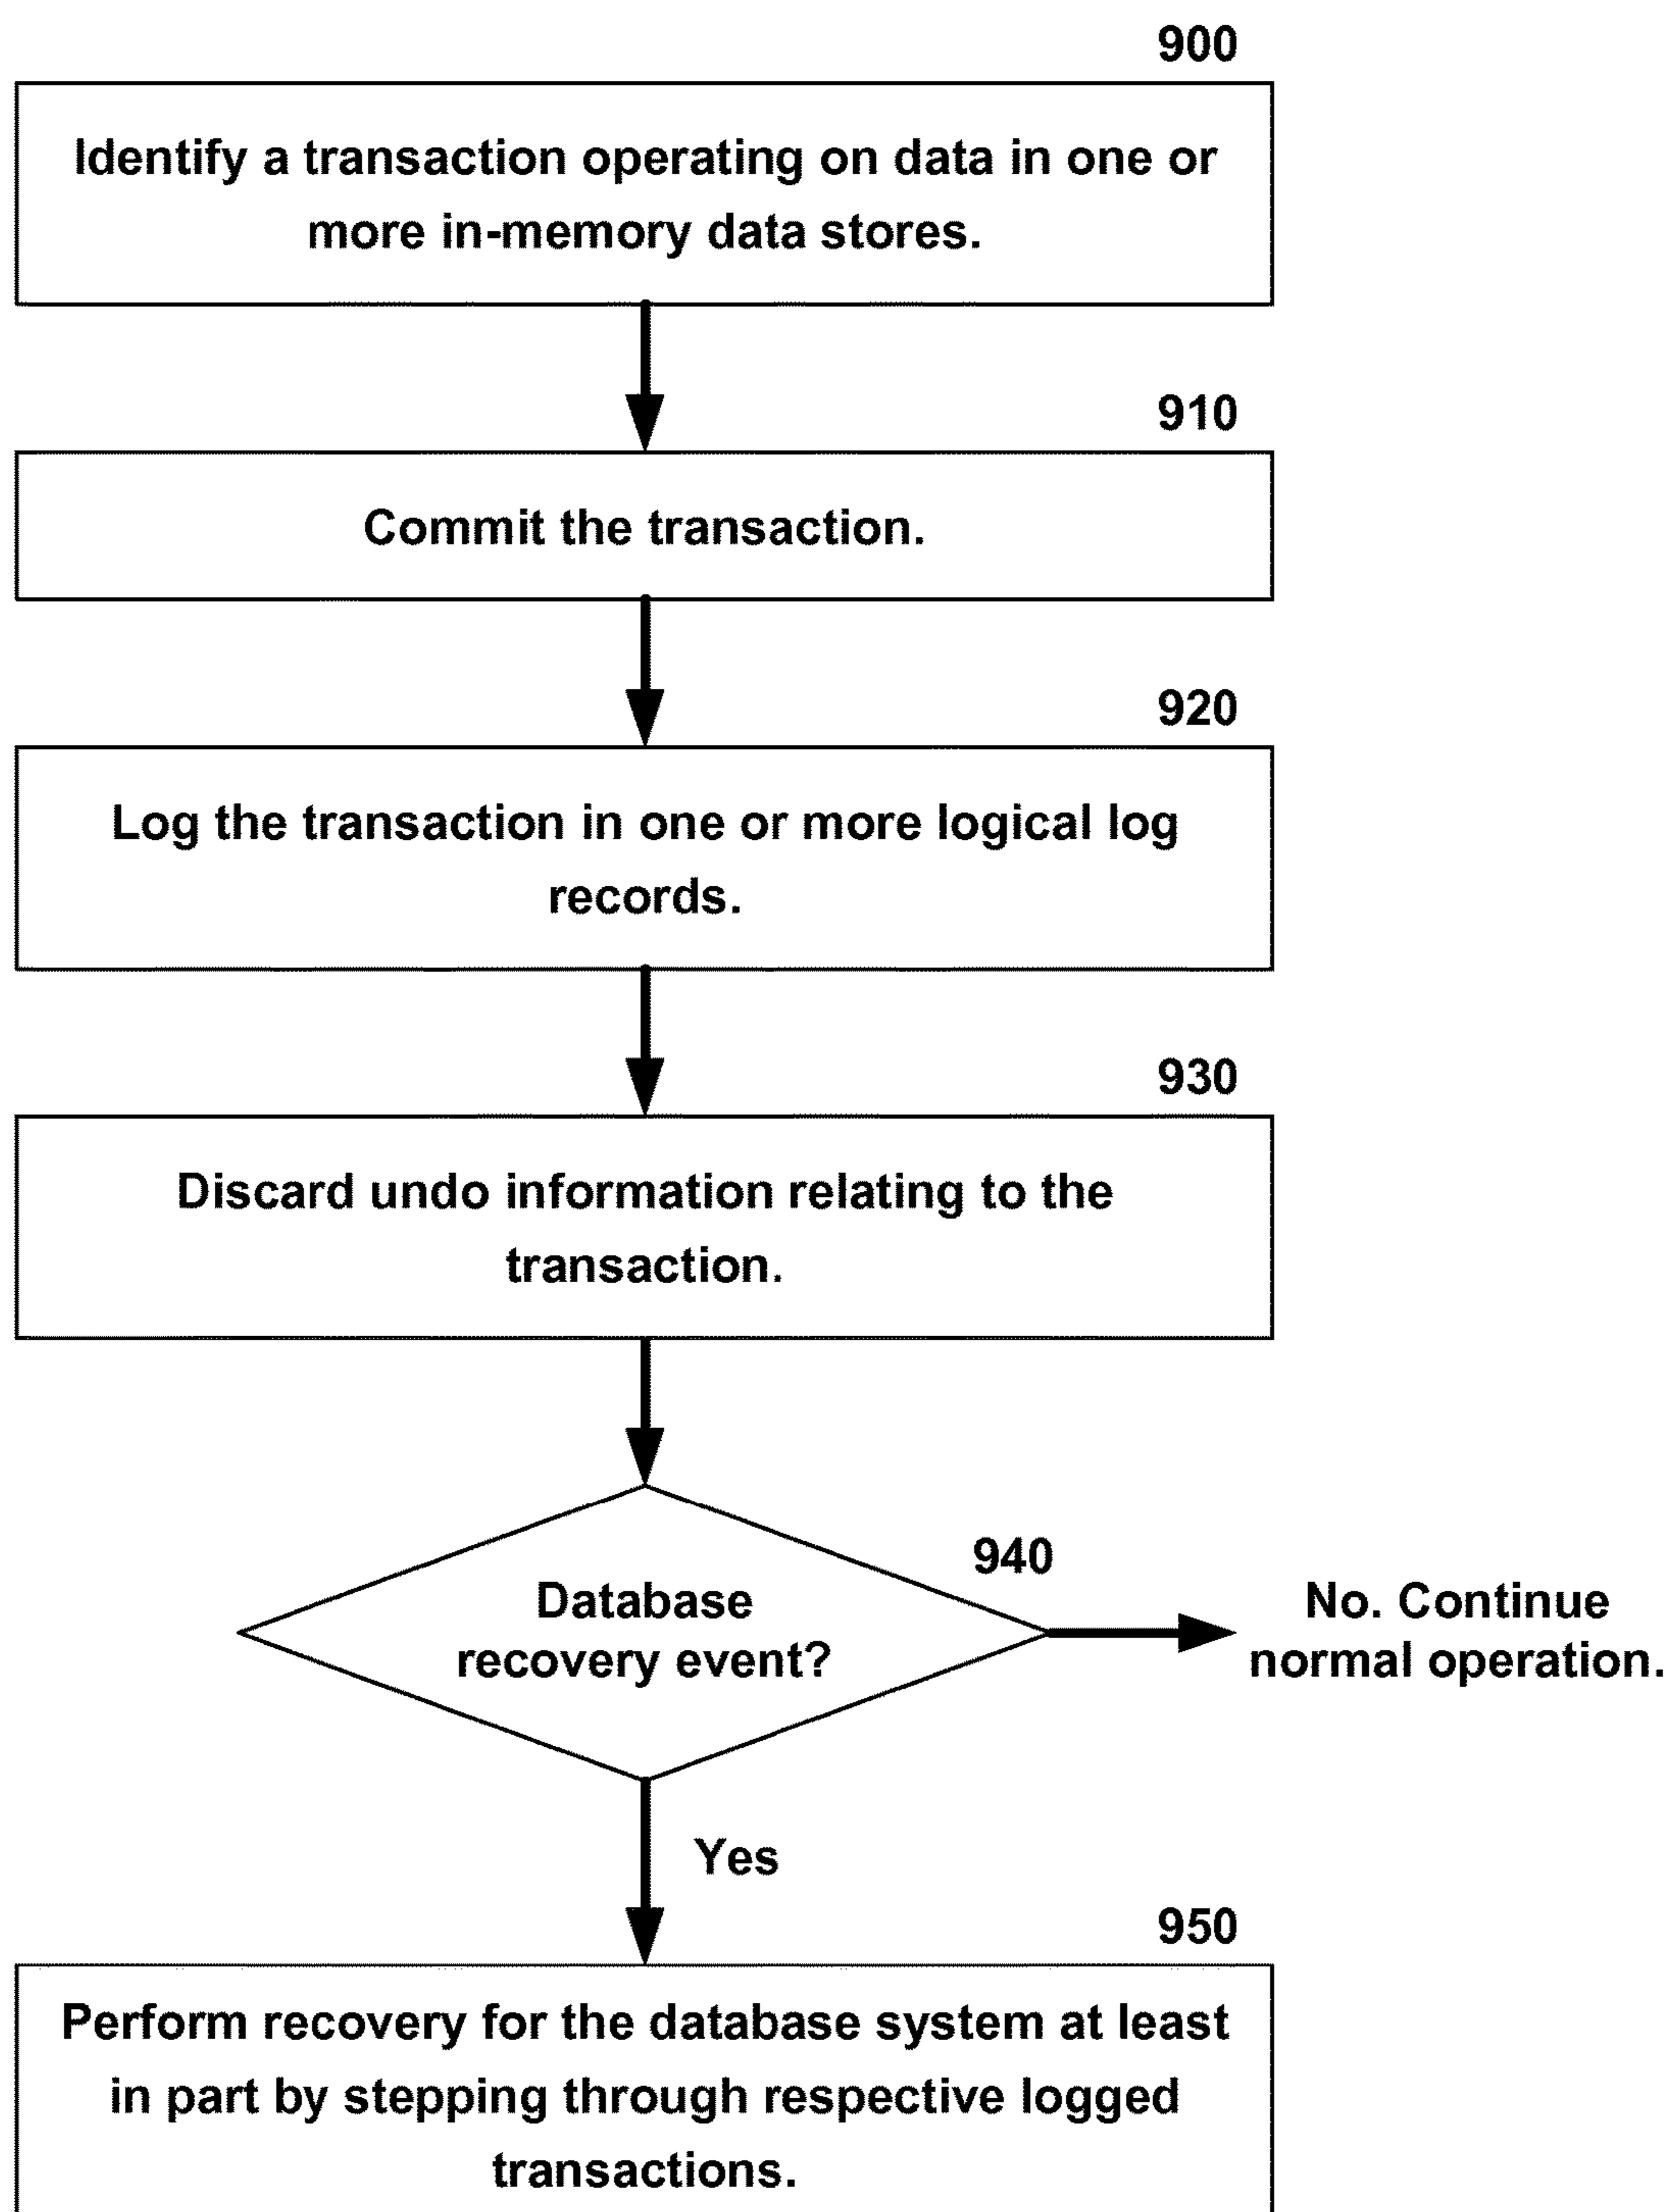 900
Identify a transaction operating on data in one or
more in-memory data stores.
910
Commit the transaction.
920
Log the transaction in one or more logical log
records.
930
Discard undo information relating to the
transaction.
940
Database
recovery event?
No. Continue
normal operation.
Yes
950
Perform recovery for the database system at least
in part by stepping through respective logged
transactions.